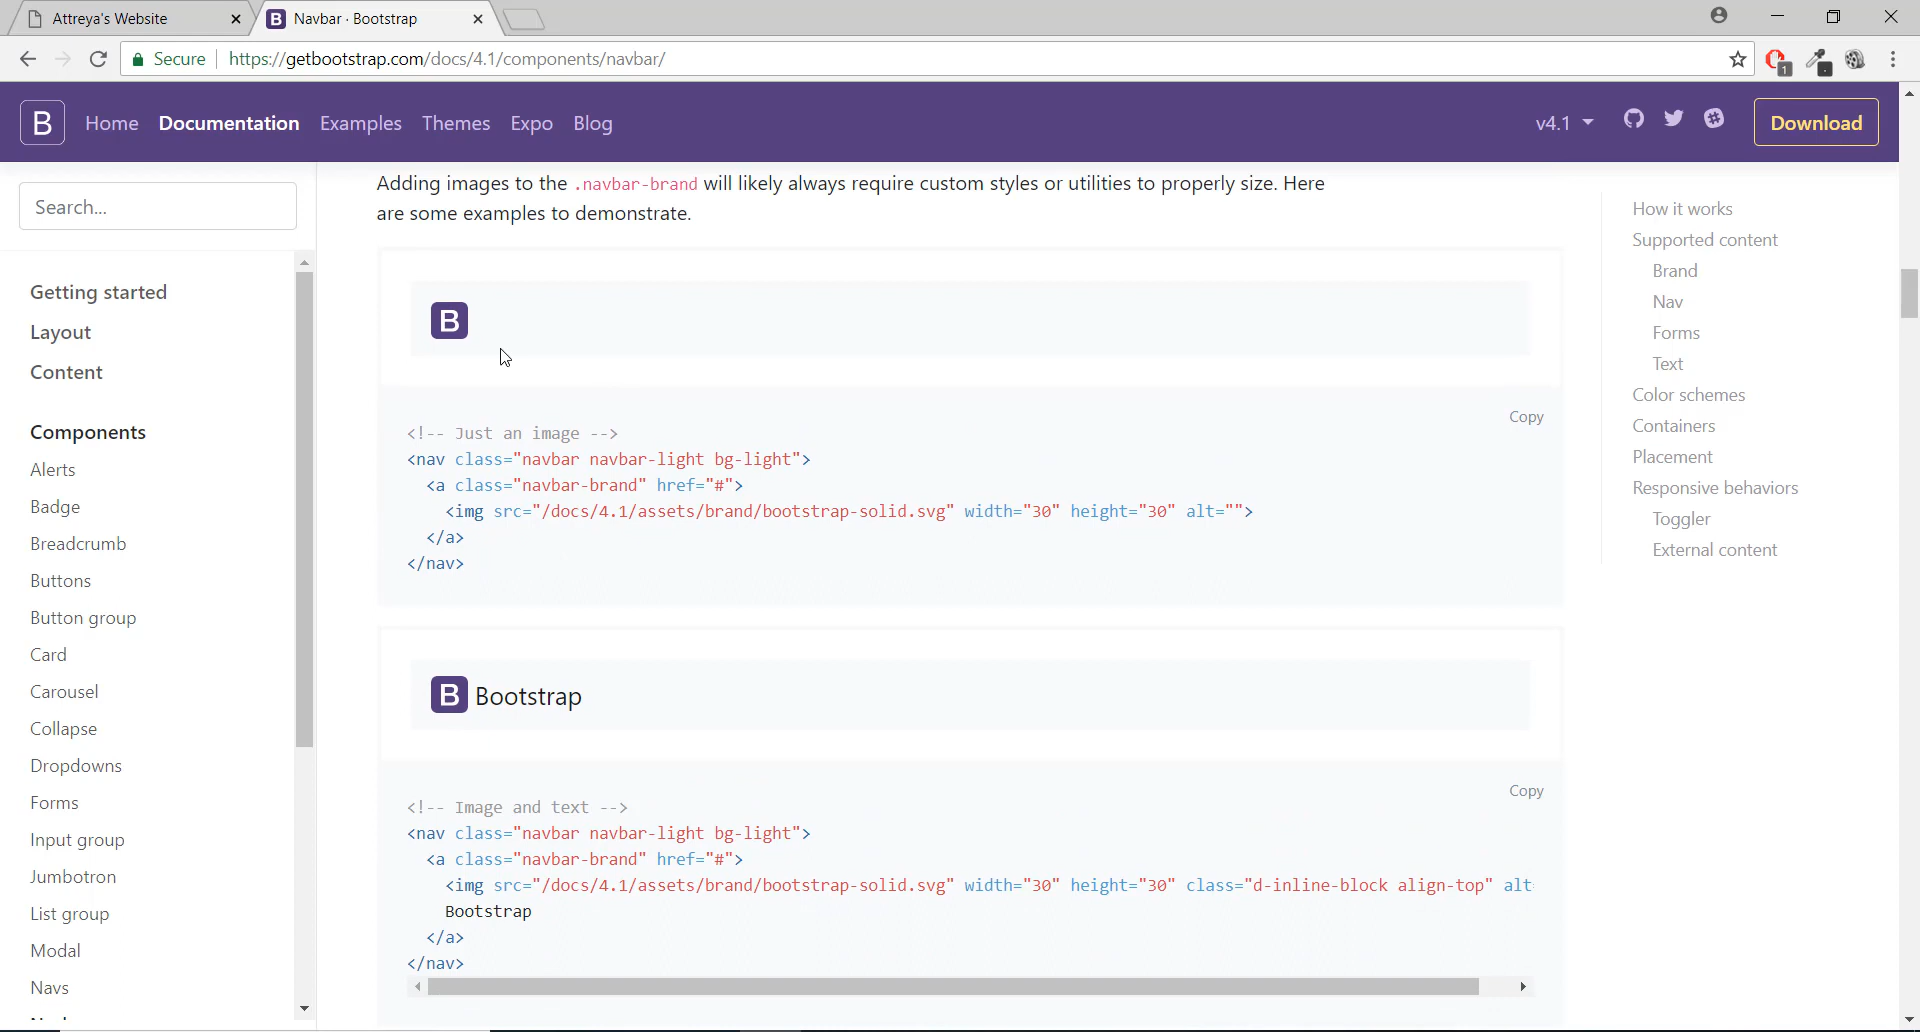 Attreya's Website
Navbar · Bootstrap
Secure
https://getbootstrap.com/docs/4.1/components/navbar/
1
B
Home
Documentation
Examples
Themes
Expo
Blog
v4.1
Download
Search...
Getting started
Layout
Content
Components
Alerts
Badge
Breadcrumb
Buttons
Button group
Card
Carousel
Collapse
Dropdowns
Forms
Input group
Jumbotron
List group
Modal
Navs
Adding images to the .navbar-brand will likely always require custom styles or utilities to properly size. Here
are some examples to demonstrate.
B
Copy
<!-- Just an image -->
<nav class="navbar navbar-light bg-light">
  <a class="navbar-brand" href="#">
    <img src="/docs/4.1/assets/brand/bootstrap-solid.svg" width="30" height="30" alt="">
  </a>
</nav>
B Bootstrap
Copy
<!-- Image and text -->
<nav class="navbar navbar-light bg-light">
  <a class="navbar-brand" href="#">
    <img src="/docs/4.1/assets/brand/bootstrap-solid.svg" width="30" height="30" class="d-inline-block align-top" alt
    Bootstrap
  </a>
</nav>
How it works
Supported content
Brand
Nav
Forms
Text
Color schemes
Containers
Placement
Responsive behaviors
Toggler
External content